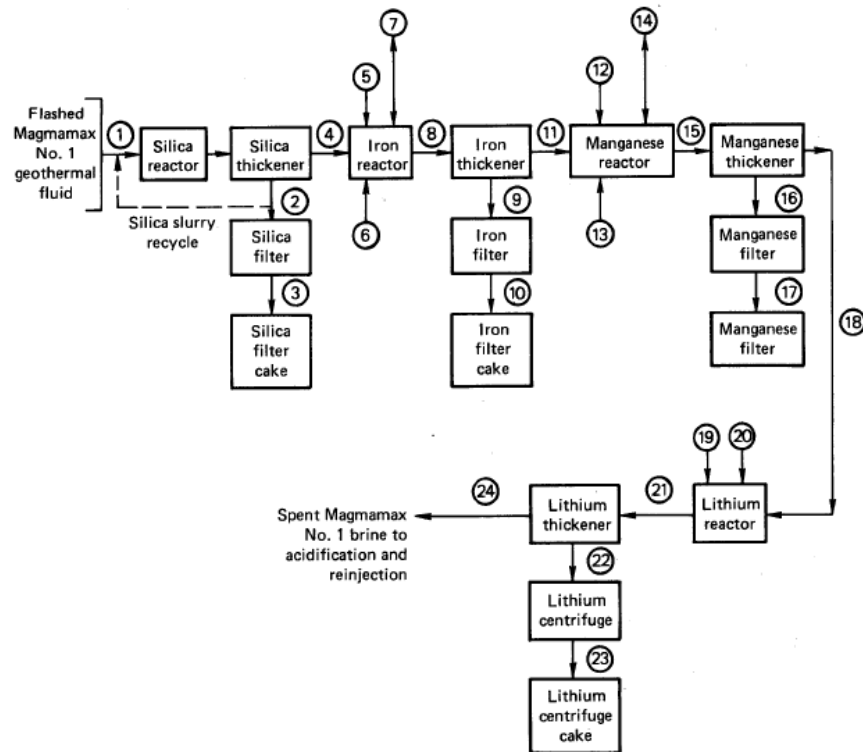 Flashed
Magmamax
No. 1
geothermal
fluid
1
Silica
reactor
Silica
thickener
4
5
7
Iron
reactor
6
8
Iron
thickener
11
12
14
Manganese
reactor
13
15
Manganese
thickener
Silica slurry
recycle
2
Silica
filter
3
Silica
filter
cake
9
Iron
filter
10
Iron
filter
cake
16
Manganese
filter
17
Manganese
filter
18
19
20
Lithium
reactor
21
Lithium
thickener
24
Spent Magmamax
No. 1 brine to
acidification and
reinjection
22
Lithium
centrifuge
23
Lithium
centrifuge
cake